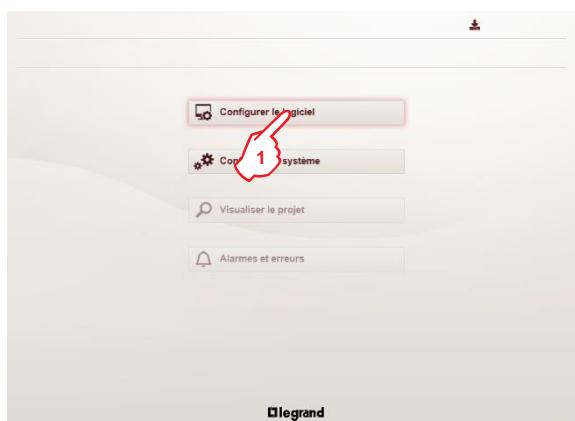 Configurer le logiciel
1
système
Visualiser le projet
Alarmes et erreurs
legrand